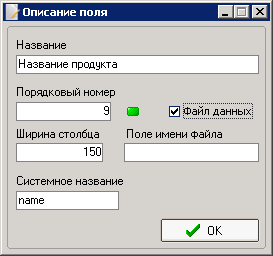 Описание поля
Название
Название продукта
Порядковый номер
9
Файл данных
Ширина столбца
Поле имени файла
150
Системное название
name
OK